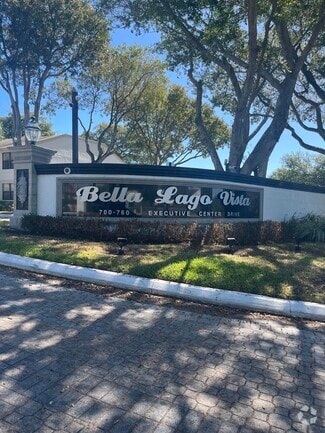 Bella Lago Vista
700-780 EXECUTIVE CENTER DRIVE